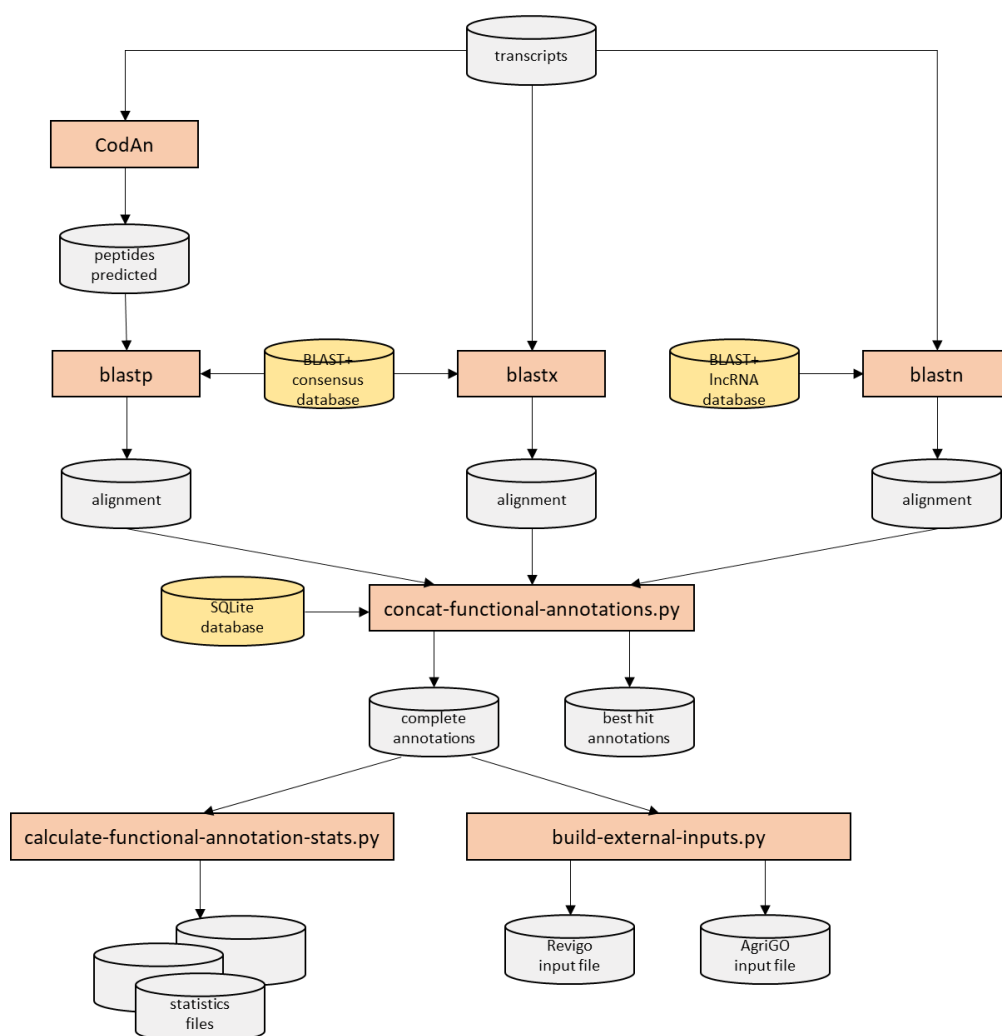 transcripts
CodAn
peptides
predicted
blastp
BLAST+
consensus
database
blastx
BLAST+
lncRNA
database
blastn
alignment
alignment
alignment
SQLite
database
concat-functional-annotations.py
complete
annotations
best hit
annotations
calculate-functional-annotation-stats.py
build-external-inputs.py
Revigo
input file
AgriGO
input file
statistics
files